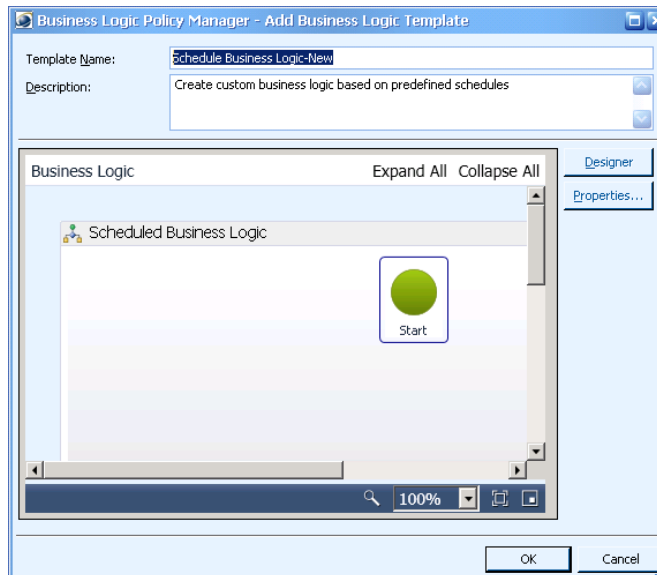 Business Logic Policy Manager - Add Business Logic Template
Template Name: Schedule Business Logic-New
Description: Create custom business logic based on predefined schedules
Business Logic Expand All Collapse All
Designer
Properties...
Scheduled Business Logic
Start
100%
OK Cancel